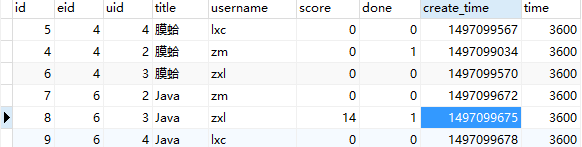 id eid uid title username score done create_time time
5 4 4 膜蛤 lxc 0 0 1497099567 3600
4 4 2 膜蛤 zm 0 1 1497099034 3600
6 4 3 膜蛤 zxl 0 0 1497099570 3600
7 6 2 Java zm 0 0 1497099672 3600
8 6 3 Java zxl 14 1 1497099675 3600
9 6 4 Java lxc 0 0 1497099678 3600